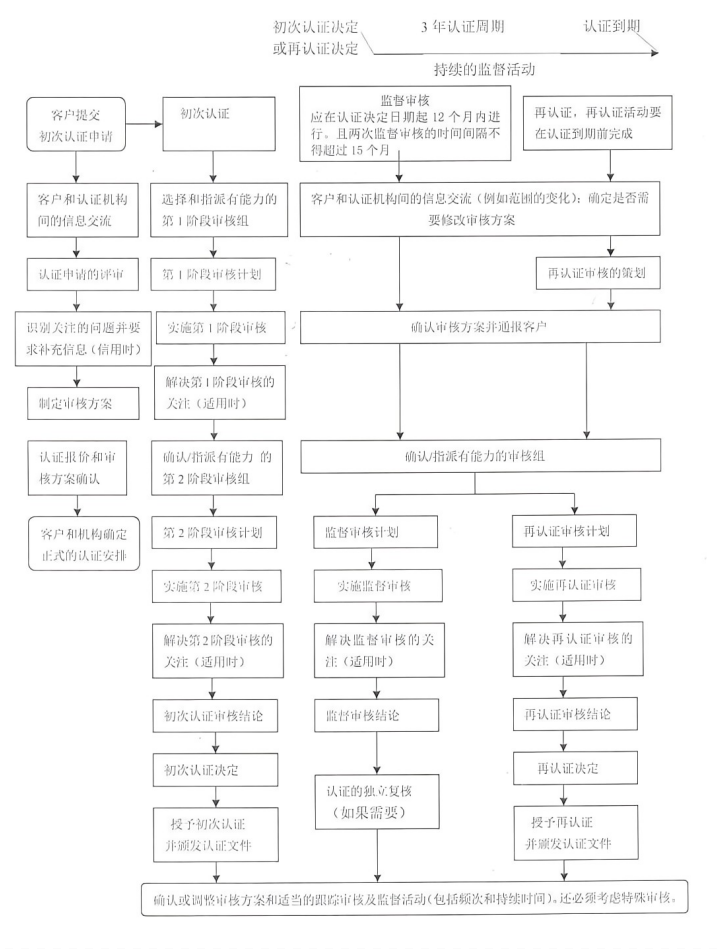 初次认证决定
或再认证决定
3 年认证周期
认证到期
持续的监督活动
客户提交
初次认证申请
客户和认证机构
间的信息交流
认证申请的评审
识别关注的问题并要
求补充信息（信用时）
制定审核方案
认证报价和审
核方案确认
客户和机构确定
正式的认证安排
初次认证
选择和指派有能力的
第 1 阶段审核组
第 1 阶段审核计划
实施第 1 阶段审核
解决第1阶段审核的
关注（适用时）
确认/指派有能力 的
第 2 阶段审核组
第 2 阶段审核计划
实施第 2 阶段审核
解决第2阶段审核的
关注（适用时）
初次认证审核结论
初次认证决定
授予初次认证
并颁发认证文件
监督审核
应在认证决定日期起 12 个月内进
行。且两次监督审核的时间间隔不
得超过 15 个月
再认证，再认证活动要
在认证到期前完成
客户和认证机构间的信息交流（例如范围的变化）；确定是否需
要修改审核方案
再认证审核的策划
确认审核方案并通报客户
确认/指派有能力的审核组
监督审核计划
实施监督审核
解决监督审核的关
注（适用时）
监督审核结论
认证的独立复核
（如果需要）
再认证审核计划
实施再认证审核
解决再认证审核的
关注（适用时）
再认证审核结论
再认证决定
授予再认证
并颁发认证文件
确认或调整审核方案和适当的跟踪审核及监督活动（包括频次和持续时间）。还必须考虑特殊审核。